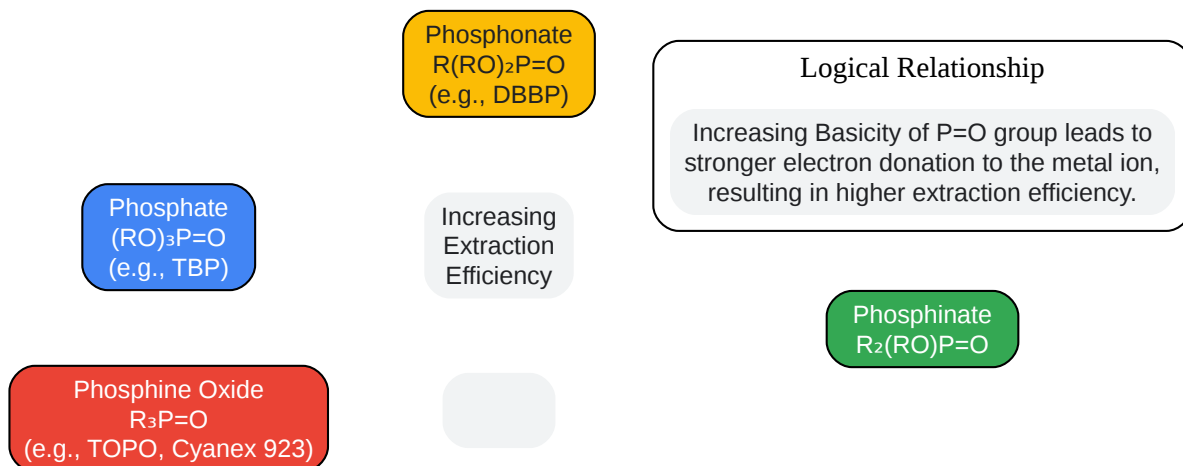 Phosphonate
R(RO)₂P=O
(e.g., DBBP)
Logical Relationship
Increasing Basicity of P=O group leads to
stronger electron donation to the metal ion,
resulting in higher extraction efficiency.
Phosphate
(RO)₃P=O
(e.g., TBP)
Increasing
Extraction
Efficiency
Phosphinate
R₂(RO)P=O
Phosphine Oxide
R₃P=O
(e.g., TOPO, Cyanex 923)